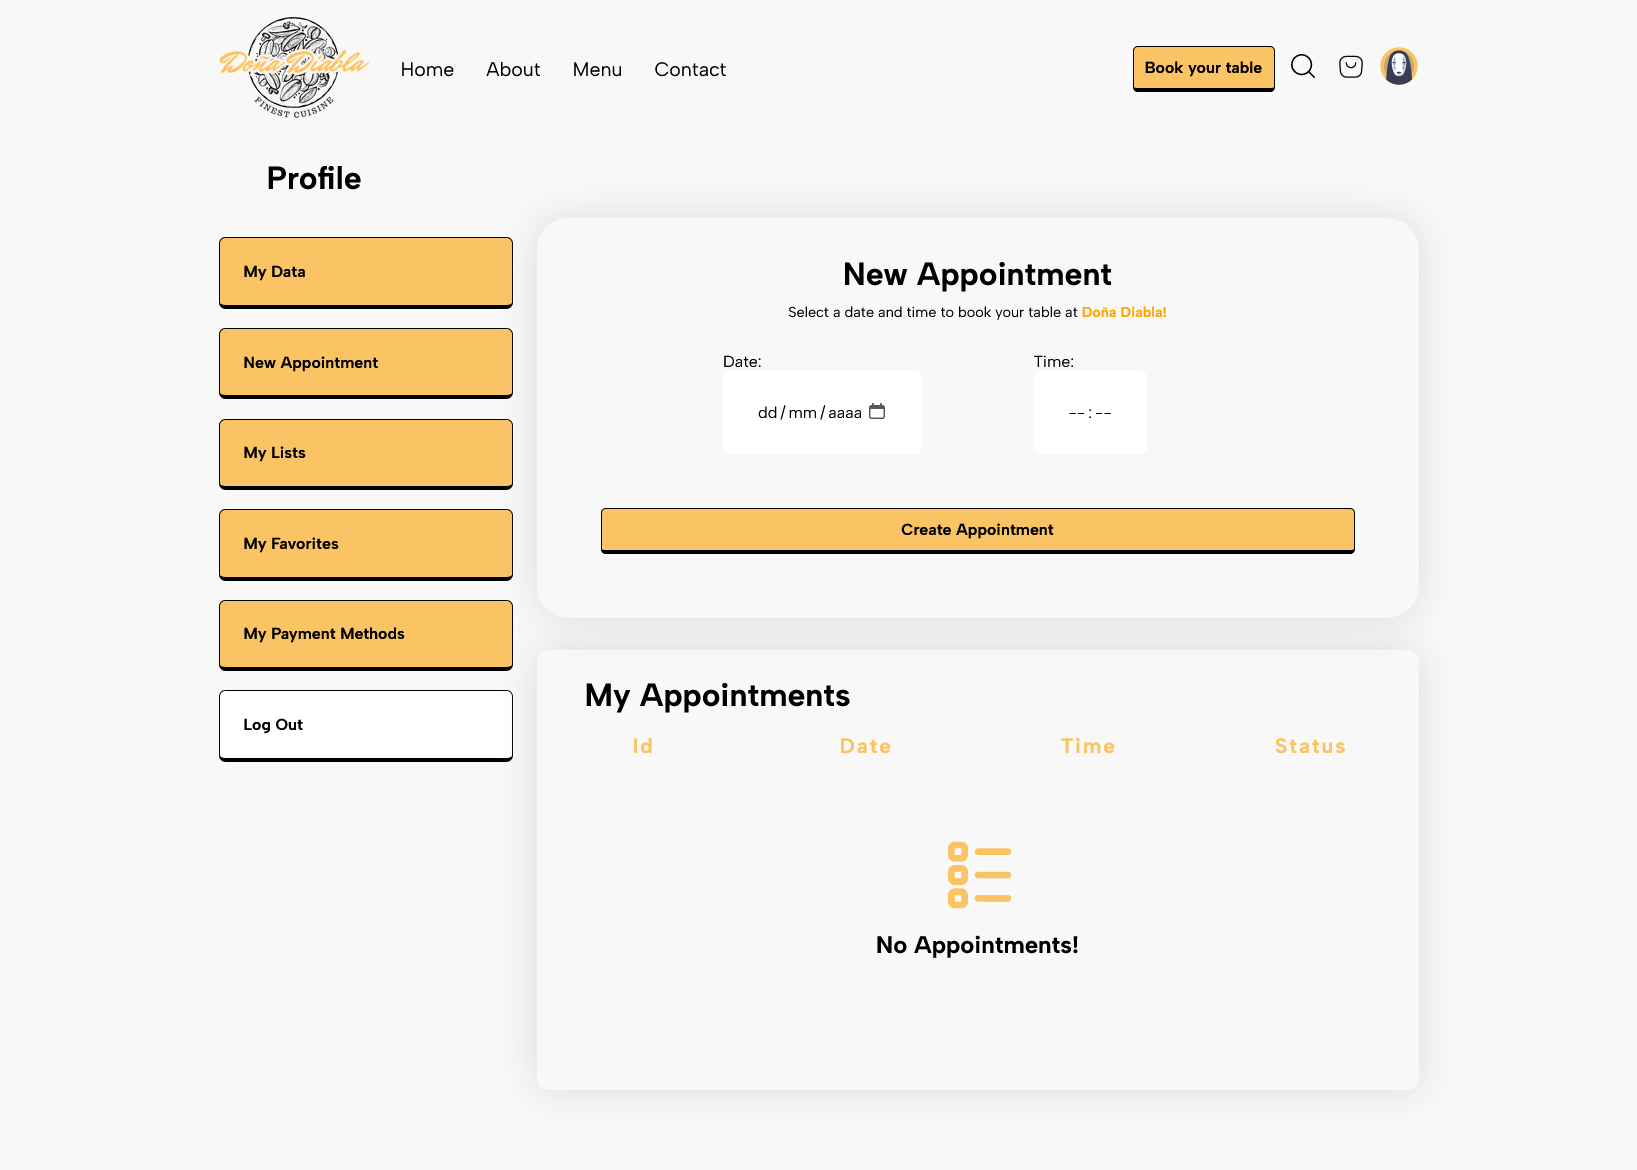 Doña Diabla
FINEST CUISINE
Home About Menu Contact
Book your table
Profile
My Data
New Appointment
My Lists
My Favorites
My Payment Methods
Log Out
New Appointment
Select a date and time to book your table at Doña Diabla!
Date:
dd/mm/aaaa
Time:
--:--
Create Appointment
My Appointments
Id Date Time Status
No Appointments!